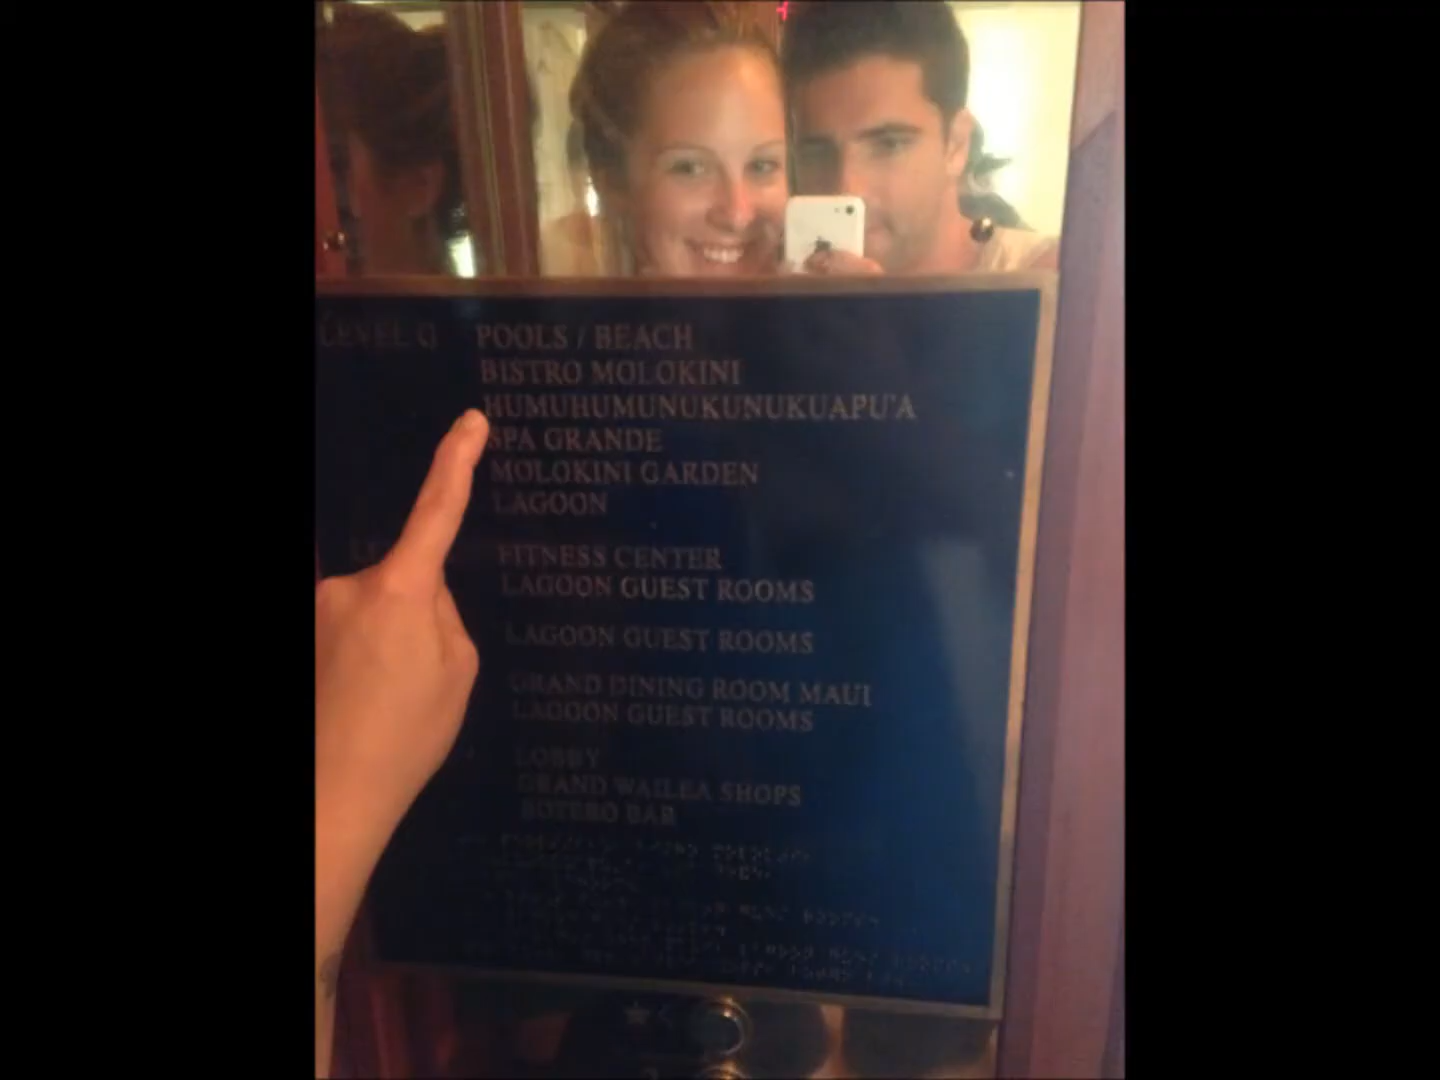 LEVEL G POOLS / BEACH
BISTRO MOLOKINI
HUMUHUMUNUKUNUKUAPU'A
SPA GRANDE
MOLOKINI GARDEN
LAGOON
FITNESS CENTER
LAGOON GUEST ROOMS
LAGOON GUEST ROOMS
GRAND DINING ROOM MAUI
LAGOON GUEST ROOMS
LOBBY
GRAND WAILEA SHOPS
BOTERO BAR